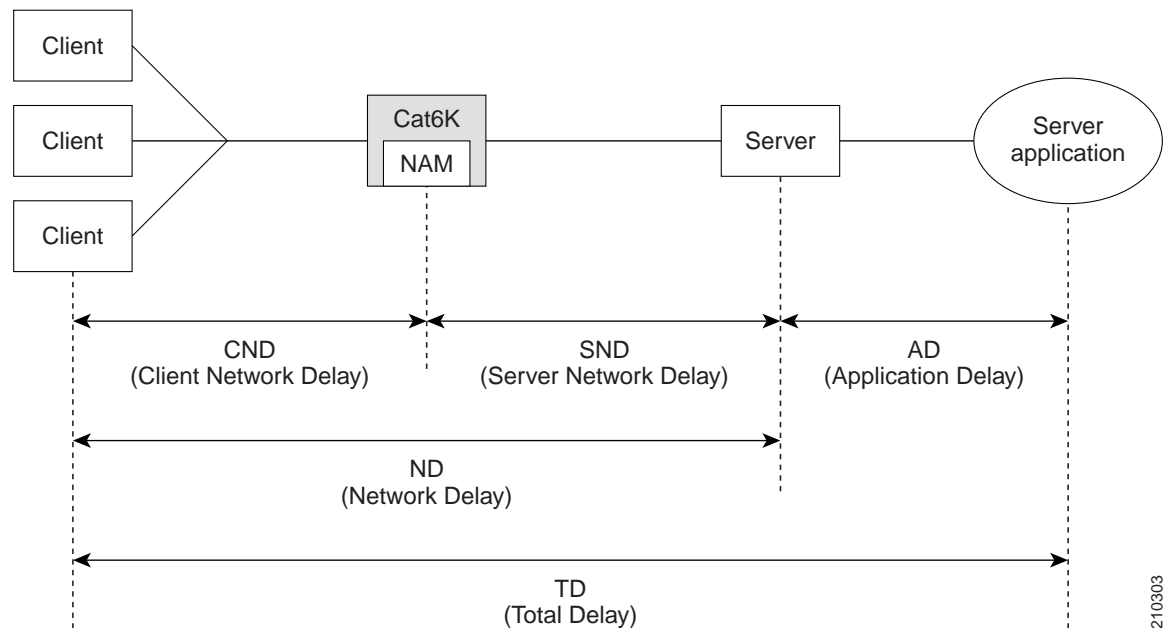 Client
Client
Client
Cat6K
NAM
Server
Server
application
CND
(Client Network Delay)
SND
(Server Network Delay)
AD
(Application Delay)
ND
(Network Delay)
TD
(Total Delay)
210303